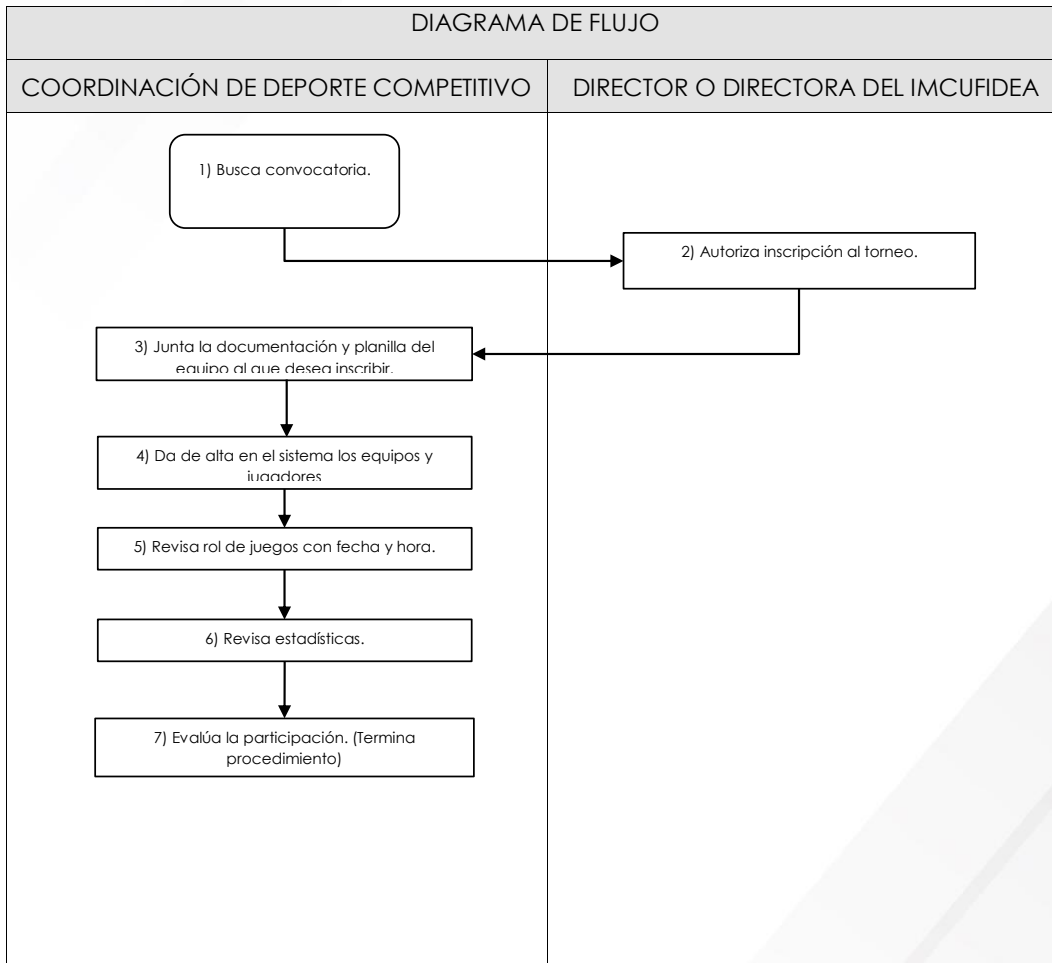 DIAGRAMA DE FLUJO
COORDINACIÓN DE DEPORTE COMPETITIVO
DIRECTOR O DIRECTORA DEL IMCUFIDEA
1) Busca convocatoria.
2) Autoriza inscripción al torneo.
3) Junta la documentación y planilla del
equipo al que desea inscribir.
4) Da de alta en el sistema los equipos y
jugadores
5) Revisa rol de juegos con fecha y hora.
6) Revisa estadísticas.
7) Evalúa la participación. (Termina
procedimiento)